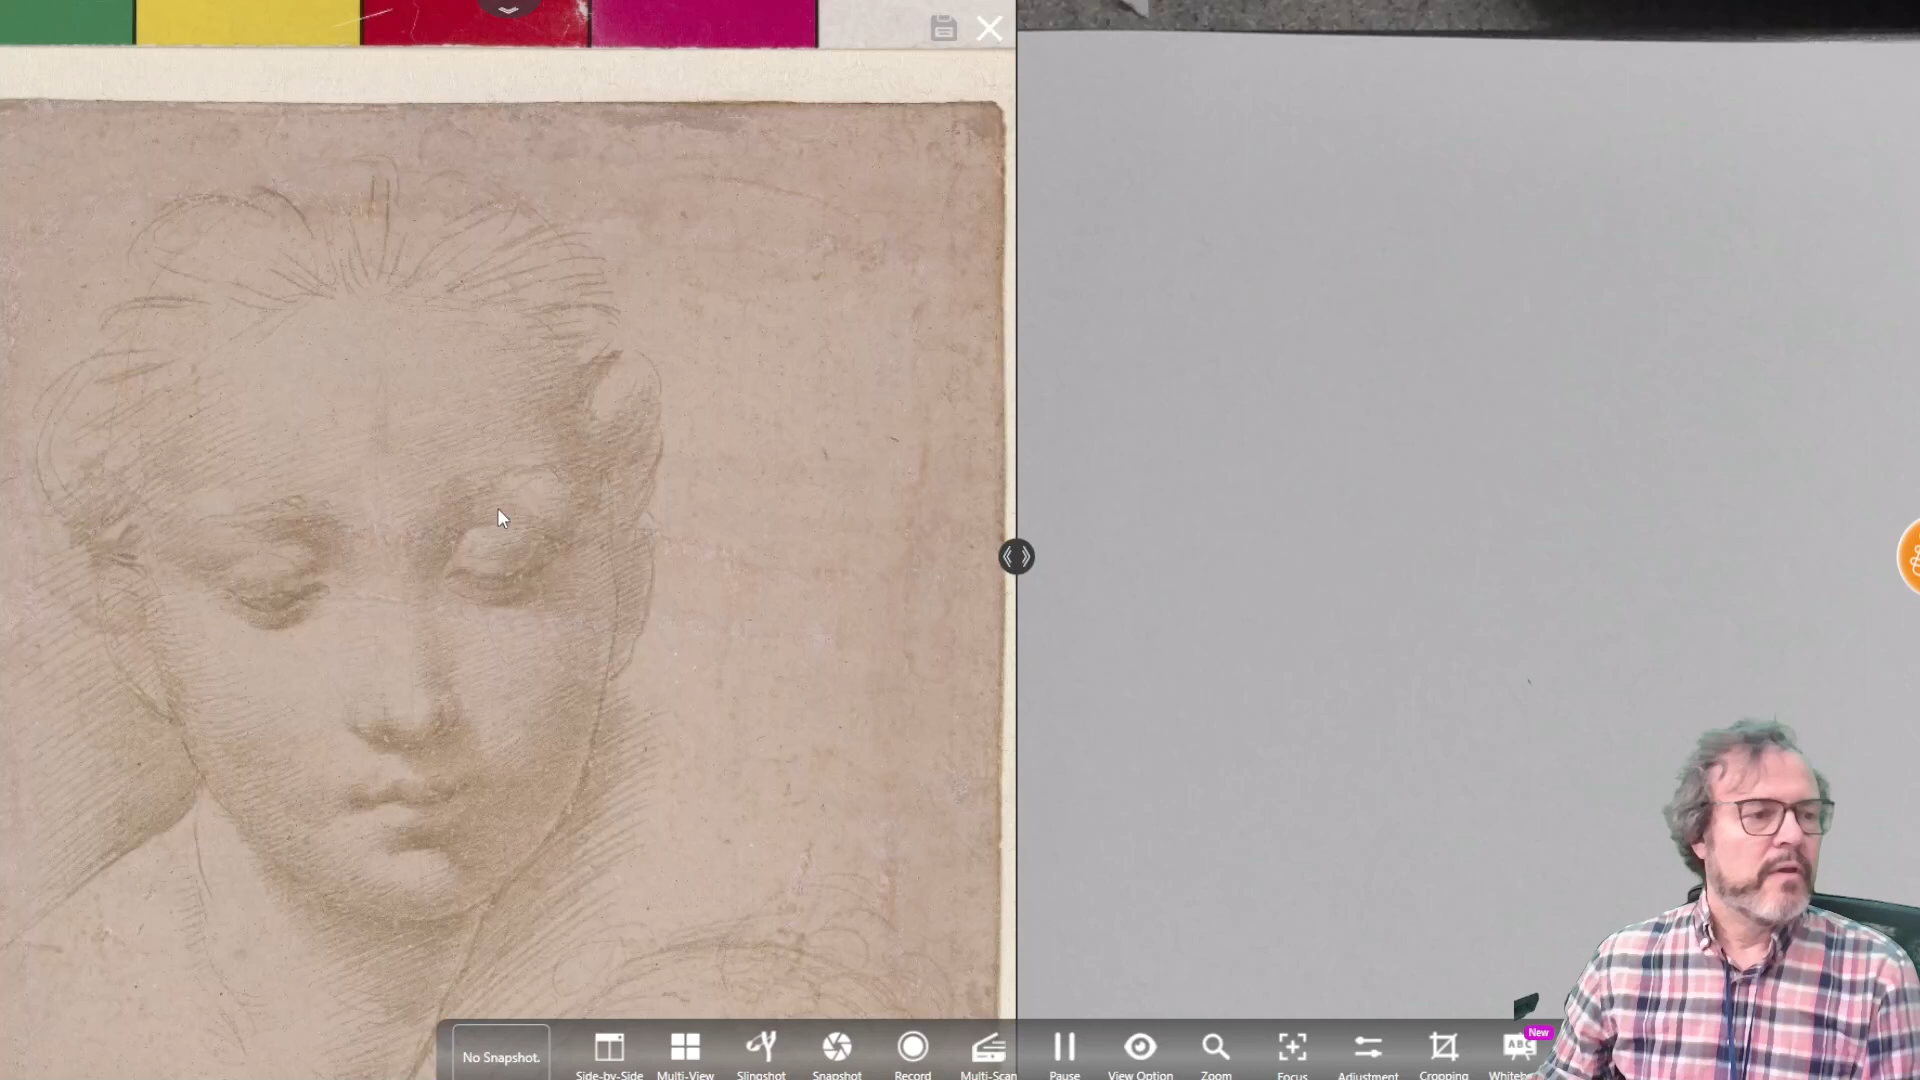 No Snapshot.
Side-by-Side
Multi-View
Slingshot
Snapshot
Record
Multi-Scan
Pause
View Option
Zoom
Focus
Adjustment
Cropping
New
ABC